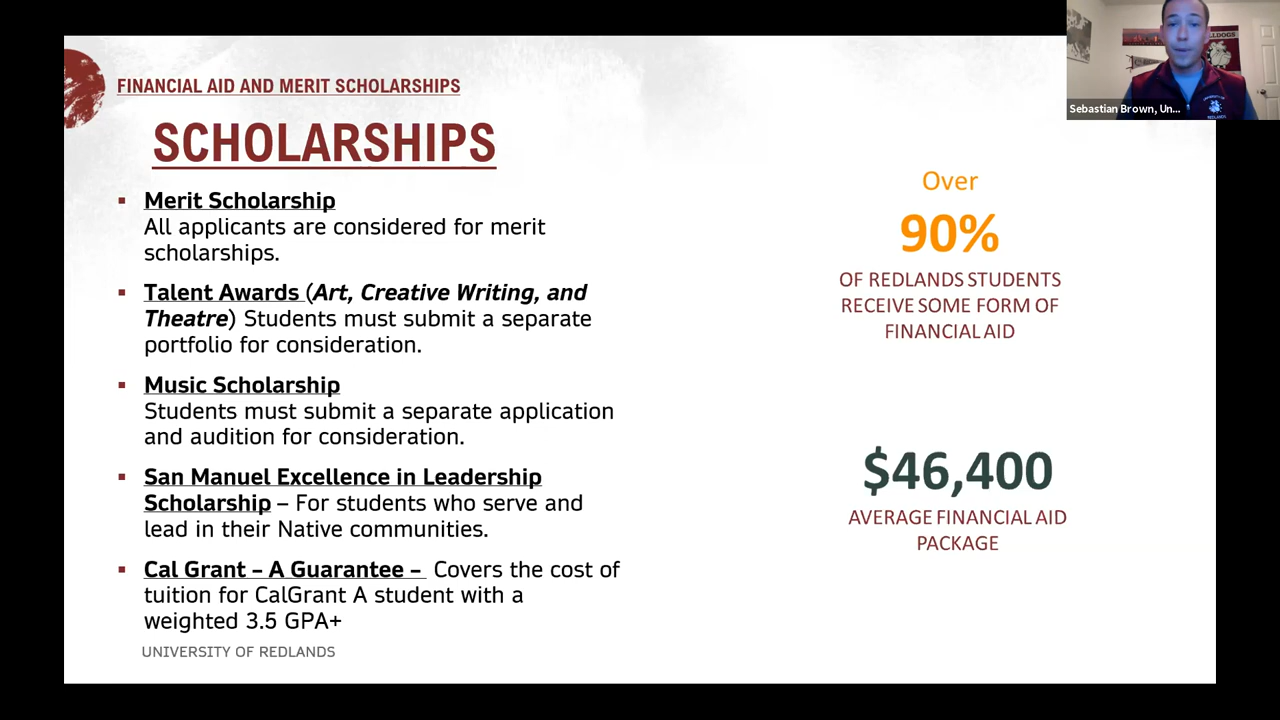 FINANCIAL AID AND MERIT SCHOLARSHIPS
SCHOLARSHIPS
▪ Merit Scholarship
All applicants are considered for merit
scholarships.
▪ Talent Awards (Art, Creative Writing, and
Theatre) Students must submit a separate
portfolio for consideration.
▪ Music Scholarship
Students must submit a separate application
and audition for consideration.
▪ San Manuel Excellence in Leadership
Scholarship – For students who serve and
lead in their Native communities.
▪ Cal Grant – A Guarantee – Covers the cost of
tuition for CalGrant A student with a
weighted 3.5 GPA+
UNIVERSITY OF REDLANDS
Over
90%
OF REDLANDS STUDENTS
RECEIVE SOME FORM OF
FINANCIAL AID
$46,400
AVERAGE FINANCIAL AID
PACKAGE
Sebastian Brown, Un...